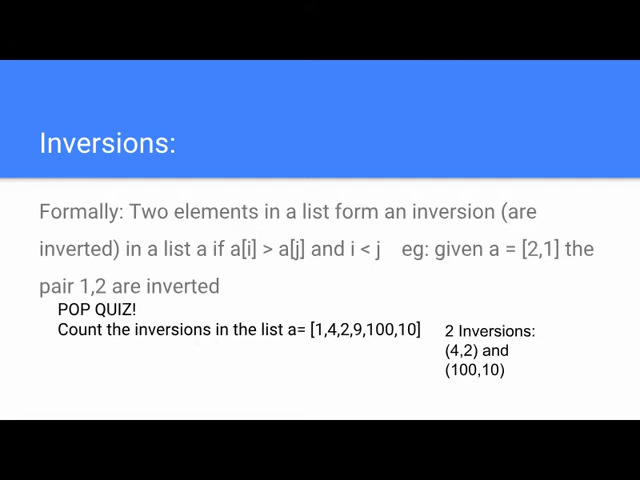 Inversions:
Formally: Two elements in a list form an inversion (are
inverted) in a list a if a[i] > a[j] and i < j eg: given a = [2,1] the
pair 1,2 are inverted
POP QUIZ!
Count the inversions in the list a= [1,4,2,9,100,10]
2 Inversions:
(4,2) and
(100,10)